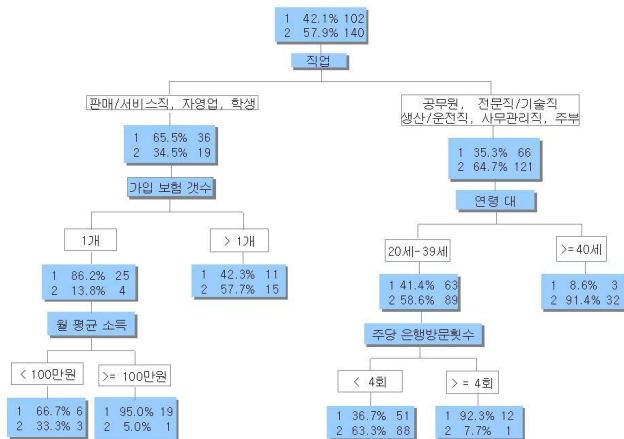 1 42.1% 102
2 57.9% 140
직업
판매/서비스직, 자영업, 학생
공무원, 전문직/기술직
생산/운전직, 사무관리직, 주부
1 65.5% 36
2 34.5% 19
1 35.3% 66
2 64.7% 121
가입 보험 갯수
연령 대
1개
> 1개
20세-39세
>=40세
1 86.2% 25
2 13.8% 4
1 42.3% 11
2 57.7% 15
1 41.4% 63
2 58.6% 89
1 8.6% 3
2 91.4% 32
월 평균 소득
주당 은행방문횟수
< 100만원
>= 100만원
< 4회
> = 4회
1 66.7% 6
2 33.3% 3
1 95.0% 19
2 5.0% 1
1 36.7% 51
2 63.3% 88
1 92.3% 12
2 7.7% 1